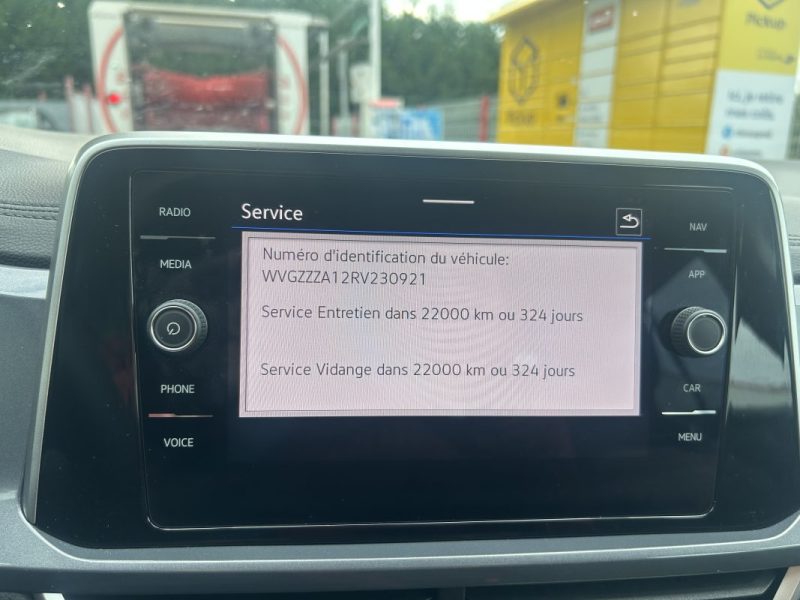 Pickup
RADIO
MEDIA
PHONE
VOICE
Service
Numéro d'identification du véhicule:
WVGZZZA12RV230921
Service Entretien dans 22000 km ou 324 jours
Service Vidange dans 22000 km ou 324 jours
NAV
APP
CAR
MENU